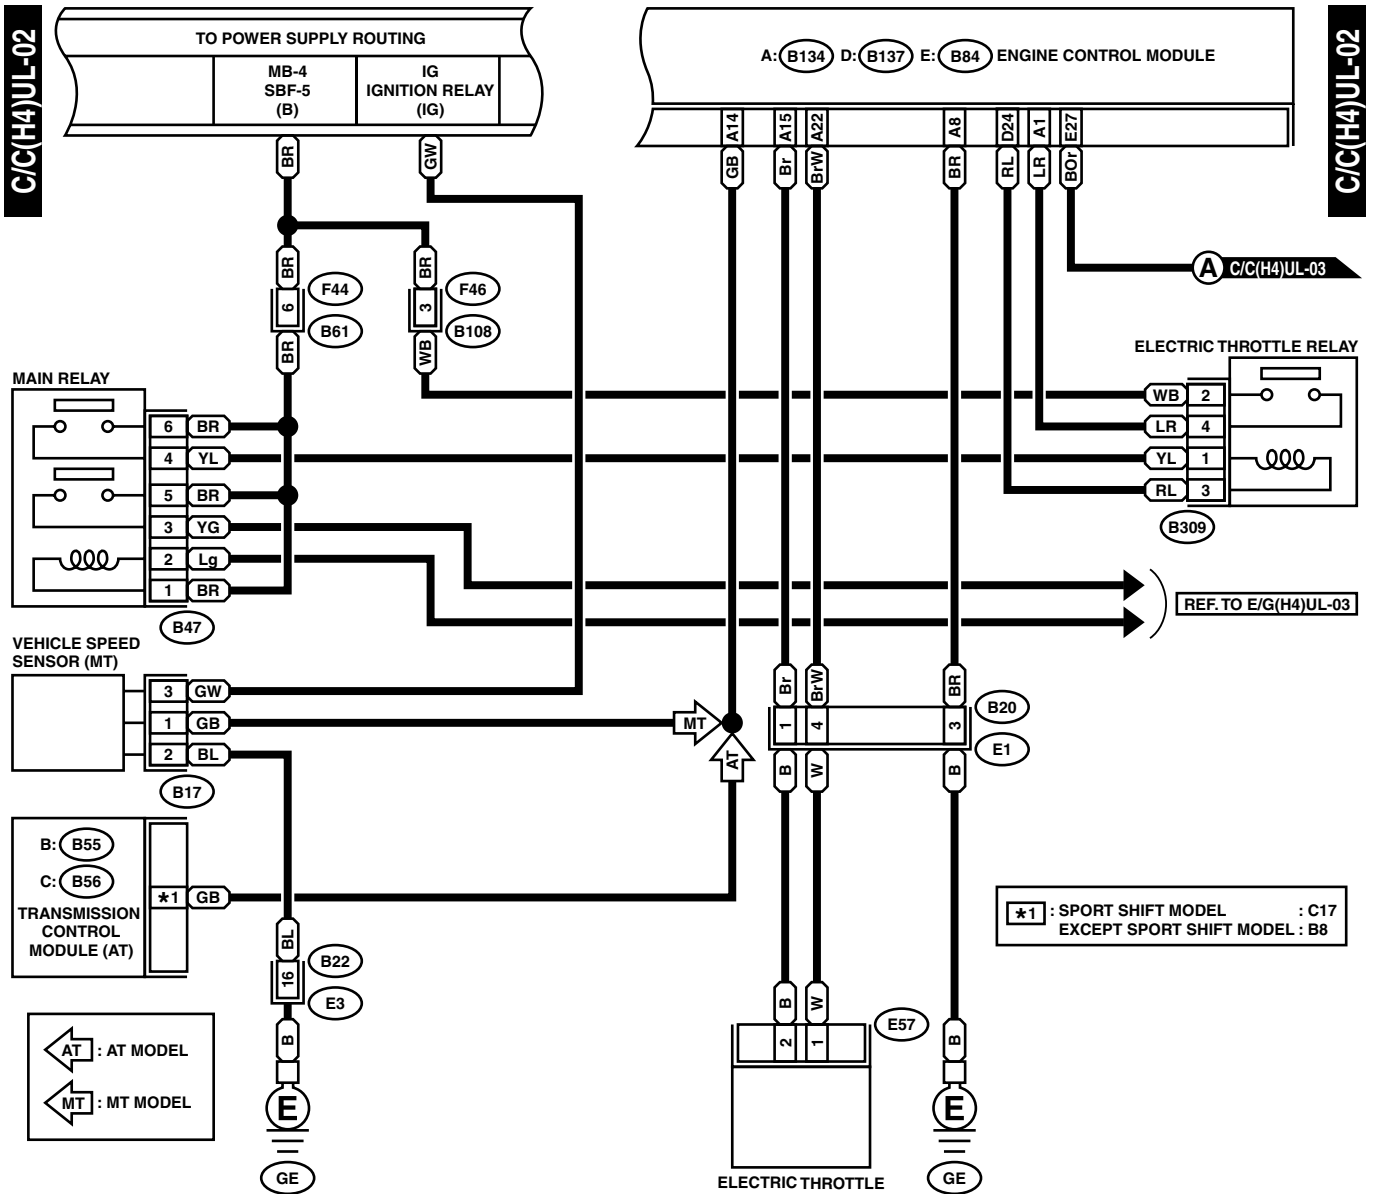 C/C(H4)UL-02
C/C(H4)UL-02
TO POWER SUPPLY ROUTING
MB-4
SBF-5
(B)
IG
IGNITION RELAY
(IG)
A: B134 D: B137 E: B84 ENGINE CONTROL MODULE
A14
A15
A22
A8
D24
A1
E27
BR
GW
GB
Br
BrW
BR
RL
LR
BOr
A C/C(H4)UL-03
BR
6
F44
B61
BR
BR
3
F46
B108
WB
MAIN RELAY
6 BR
4 YL
5 BR
3 YG
2 Lg
1 BR
B47
ELECTRIC THROTTLE RELAY
WB 2
LR 4
YL 1
RL 3
B309
REF. TO E/G(H4)UL-03
VEHICLE SPEED
SENSOR (MT)
3 GW
1 GB
2 BL
B17
MT
AT
Br
BrW
BR
1
4
3
B20
E1
B
W
B
B: B55
C: B56
TRANSMISSION
CONTROL
MODULE (AT)
*1 GB
BL
16
B22
E3
B
E
GE
*1 : SPORT SHIFT MODEL : C17
EXCEPT SPORT SHIFT MODEL : B8
AT : AT MODEL
MT : MT MODEL
B
W
2
1
E57
ELECTRIC THROTTLE
B
E
GE